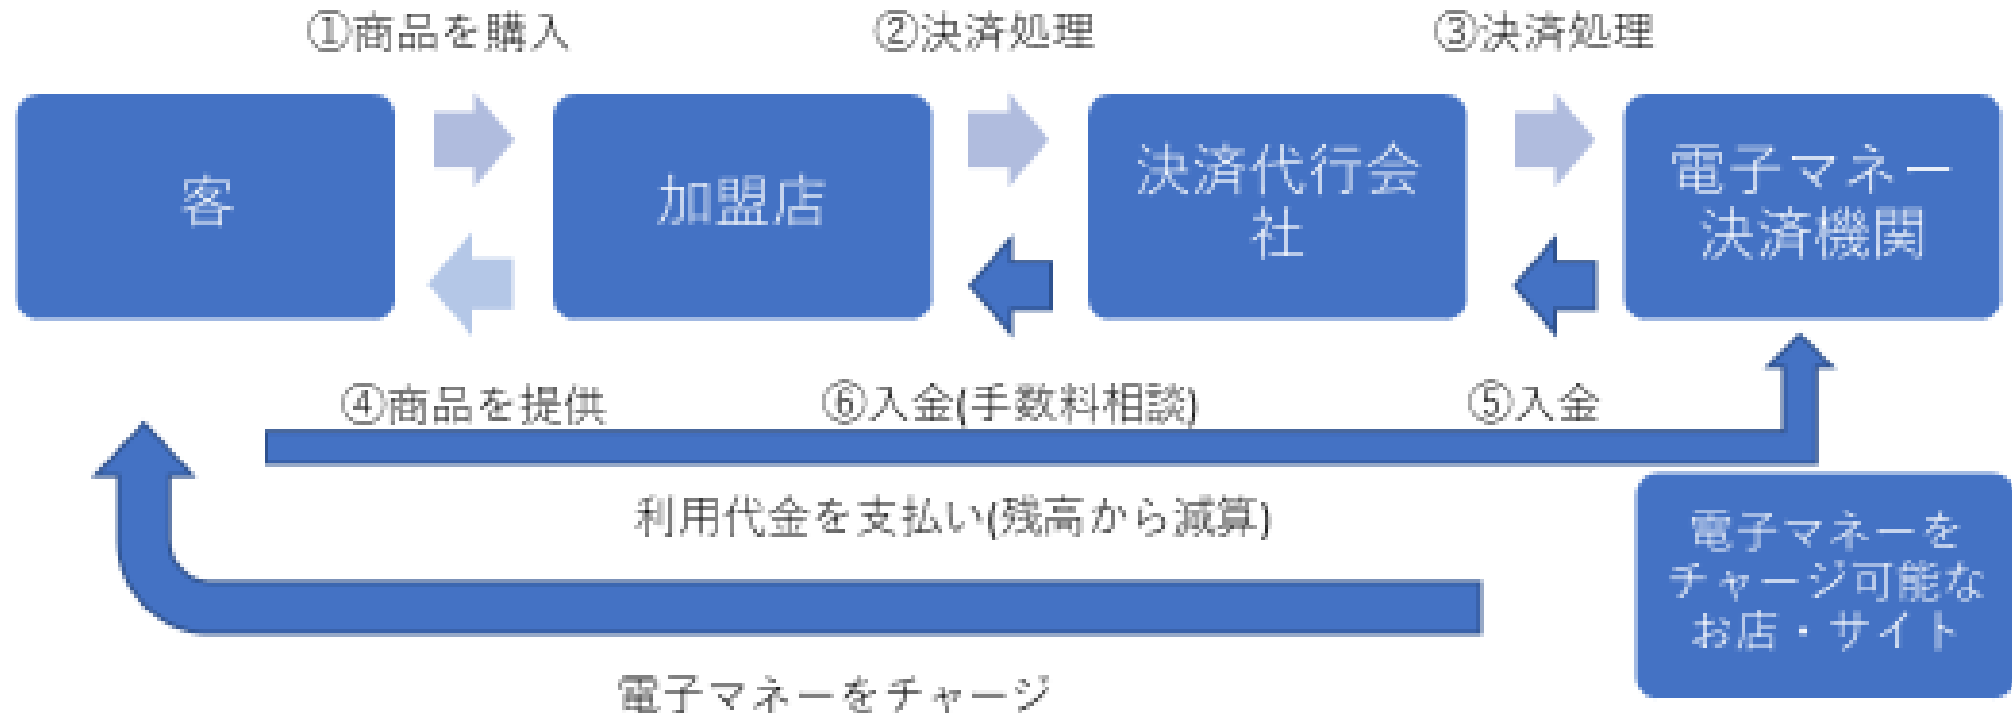 ①商品を購入
②決済処理
③決済処理
客
加盟店
決済代行会
社
電子マネー
決済機関
④商品を提供
⑥入金(手数料相談)
⑤入金
利用代金を支払い(残高から減算)
電子マネーを
チャージ可能な
お店・サイト
電子マネーをチャージ